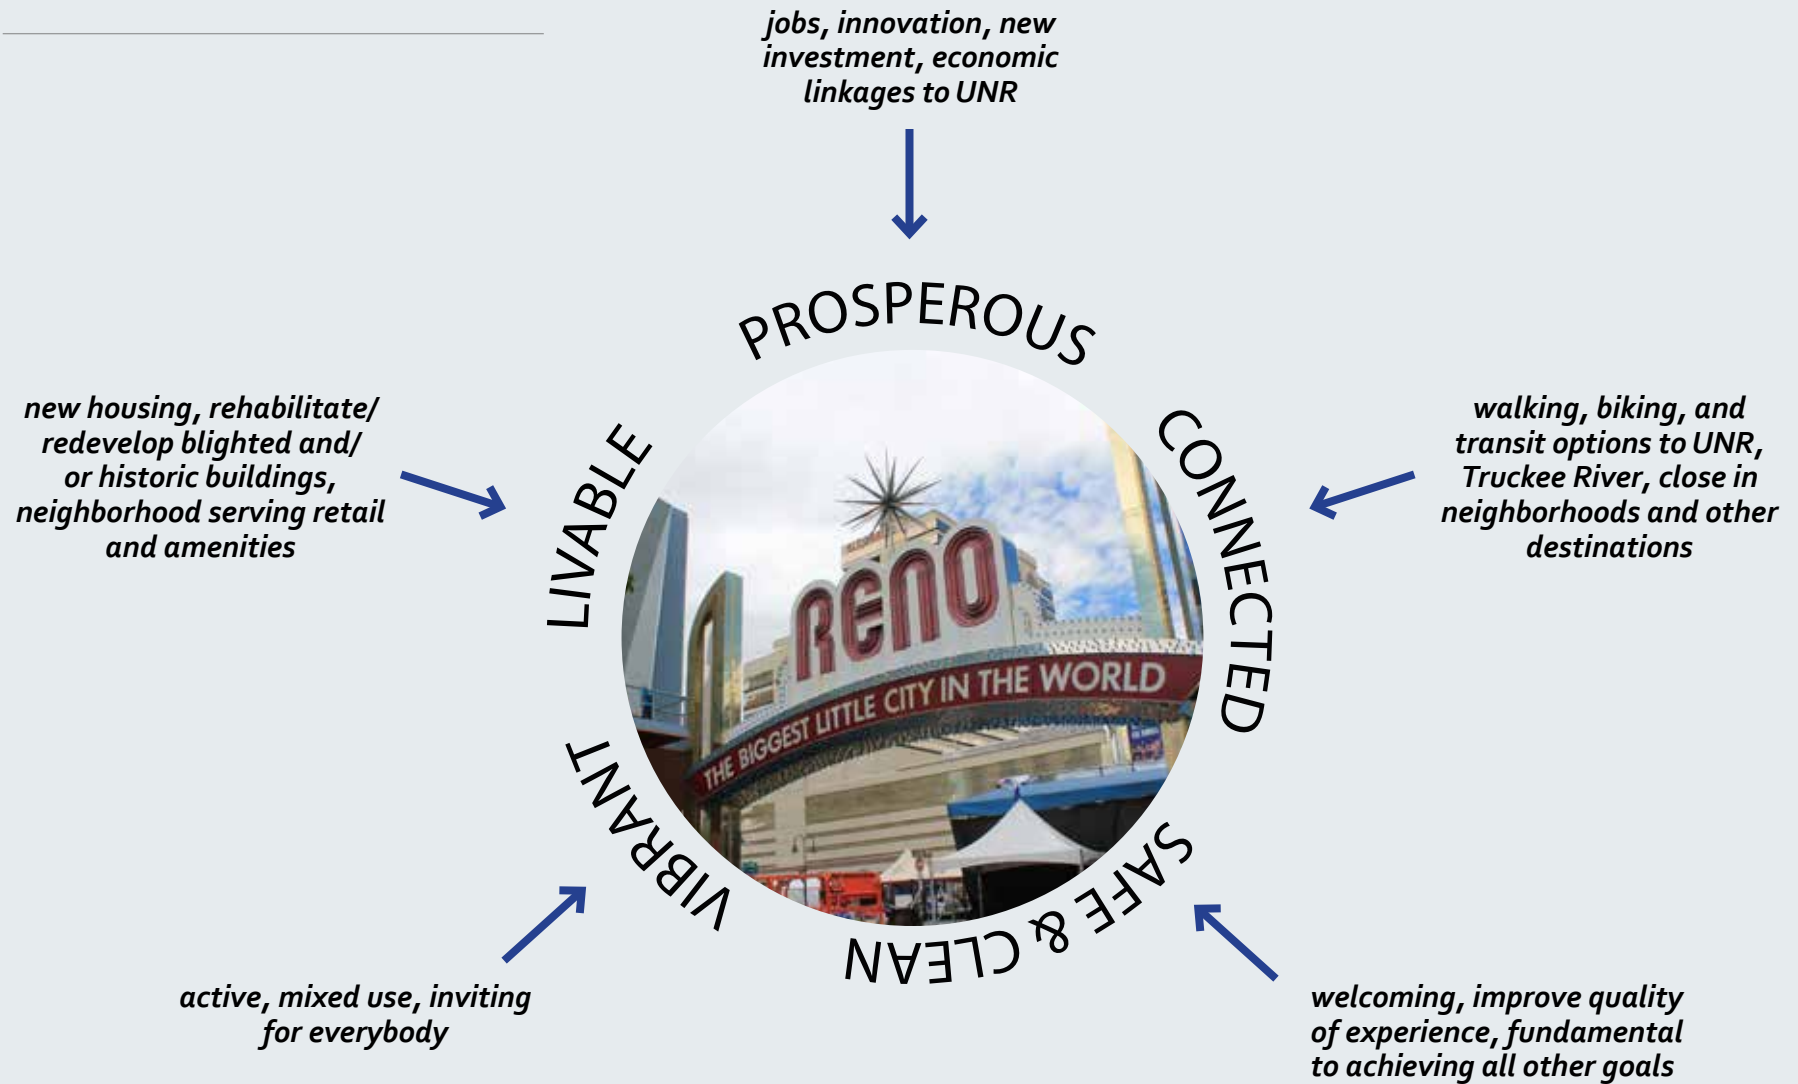 jobs, innovation, new
investment, economic
linkages to UNR
PROSPEROUS
new housing, rehabilitate/
redevelop blighted and/
or historic buildings,
neighborhood serving retail
and amenities
LIVABLE
CONNECTED
walking, biking, and
transit options to UNR,
Truckee River, close in
neighborhoods and other
destinations
RENO
THE BIGGEST LITTLE CITY IN THE WORLD
VIBRANT
SAFE & CLEAN
active, mixed use, inviting
for everybody
welcoming, improve quality
of experience, fundamental
to achieving all other goals